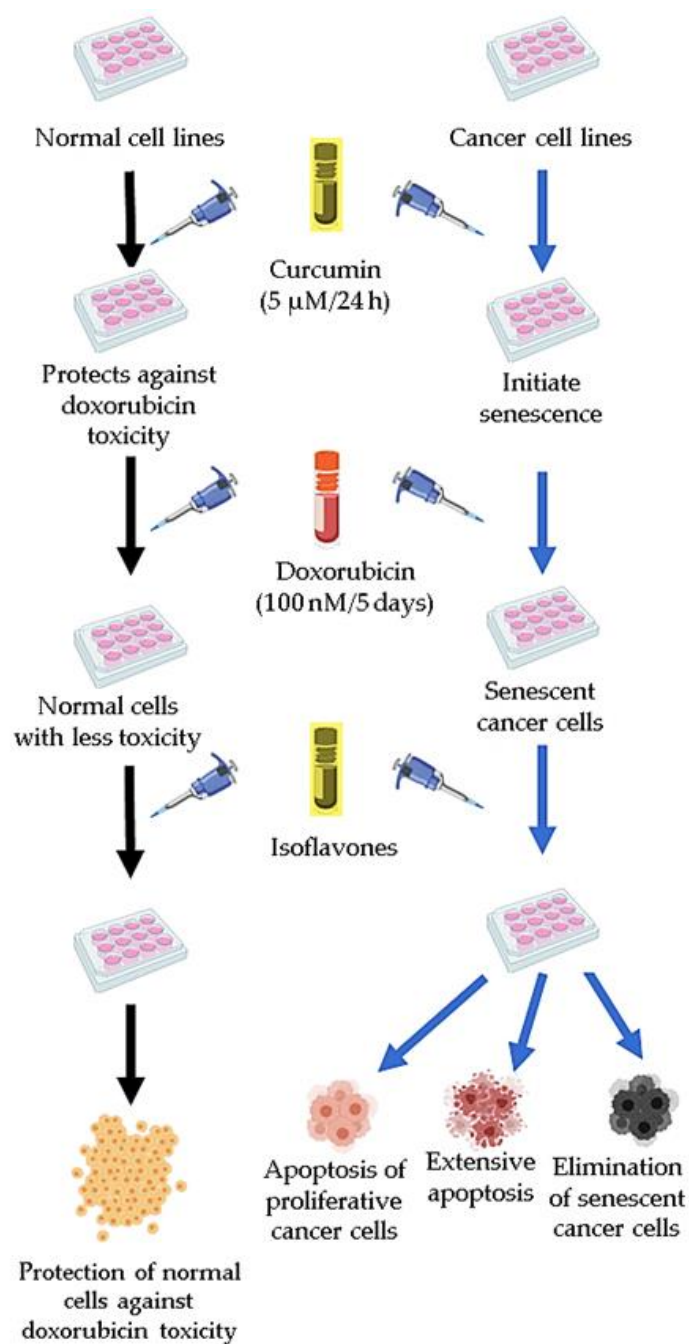 Normal cell lines
Cancer cell lines
Curcumin
(5 µM/24 h)
Protects against
doxorubicin
toxicity
Initiate
senescence
Doxorubicin
(100 nM/5 days)
Normal cells
with less toxicity
Senescent
cancer cells
Isoflavones
Apoptosis of
proliferative
cancer cells
Extensive
apoptosis
Elimination
of senescent
cancer cells
Protection of normal
cells against
doxorubicin toxicity